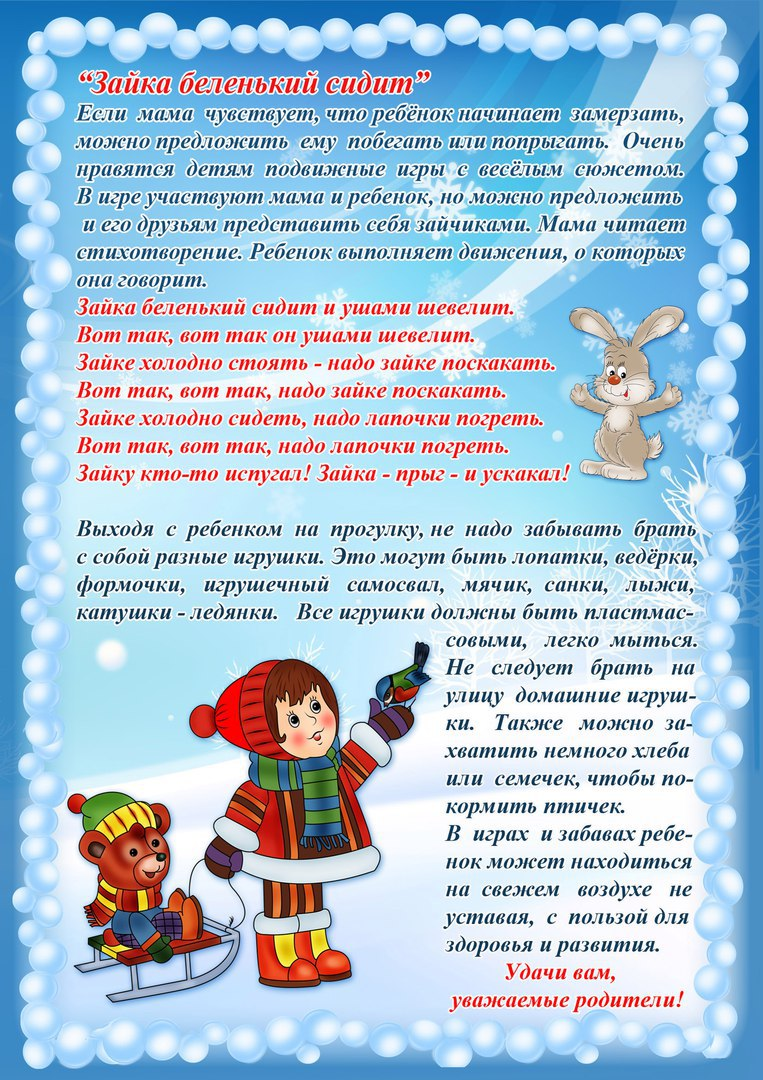 “Зайка беленький сидит”
Если мама чувствует, что ребёнок начинает замерзать,
можно предложить ему побегать или попрыгать. Очень
нравятся детям подвижные игры с весёлым сюжетом.
В игре участвуют мама и ребенок, но можно предложить
и его друзьям представить себя зайчиками. Мама читает
стихотворение. Ребенок выполняет движения, о которых
она говорит.
Зайка беленький сидит и ушами шевелит.
Вот так, вот так он ушами шевелит.
Зайке холодно стоять - надо зайке поскакать.
Вот так, вот так, надо зайке поскакать.
Зайке холодно сидеть, надо лапочки погреть.
Вот так, вот так, надо лапочки погреть.
Зайку кто-то испугал! Зайка - прыг - и ускакал!
Выходя с ребенком на прогулку, не надо забывать брать
с собой разные игрушки. Это могут быть лопатки, ведёрки,
формочки, игрушечный самосвал, мячик, санки, лыжи,
катушки - ледянки. Все игрушки должны быть пластмас-
совыми, легко мыться.
Не следует брать на
улицу домашние игруш-
ки. Также можно за-
хватить немного хлеба
или семечек, чтобы по-
кормить птичек.
В играх и забавах ребе-
нок может находиться
на свежем воздухе не
уставая, с пользой для
здоровья и развития.
Удачи вам,
уважаемые родители!